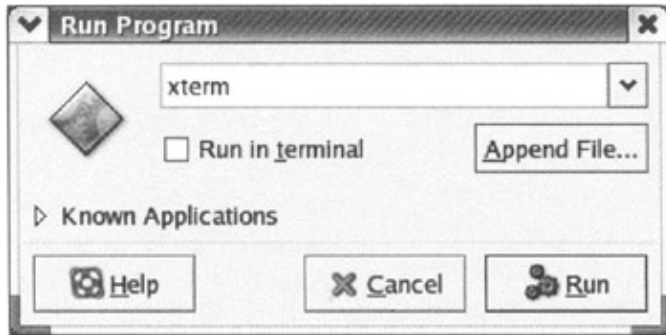 Run Program
xterm
Run in terminal
Append File...
Known Applications
Help
Cancel
Run